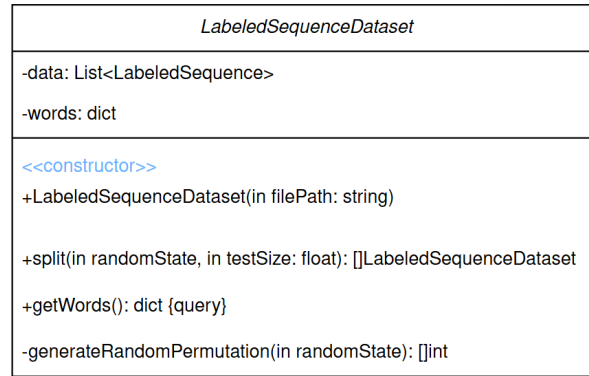 LabeledSequenceDataset
-data: List<LabeledSequence>
-words: dict
<<constructor>>
+LabeledSequenceDataset(in filePath: string)
+split(in randomState, in testSize: float): []LabeledSequenceDataset
+getWords(): dict {query}
-generateRandomPermutation(in randomState): []int